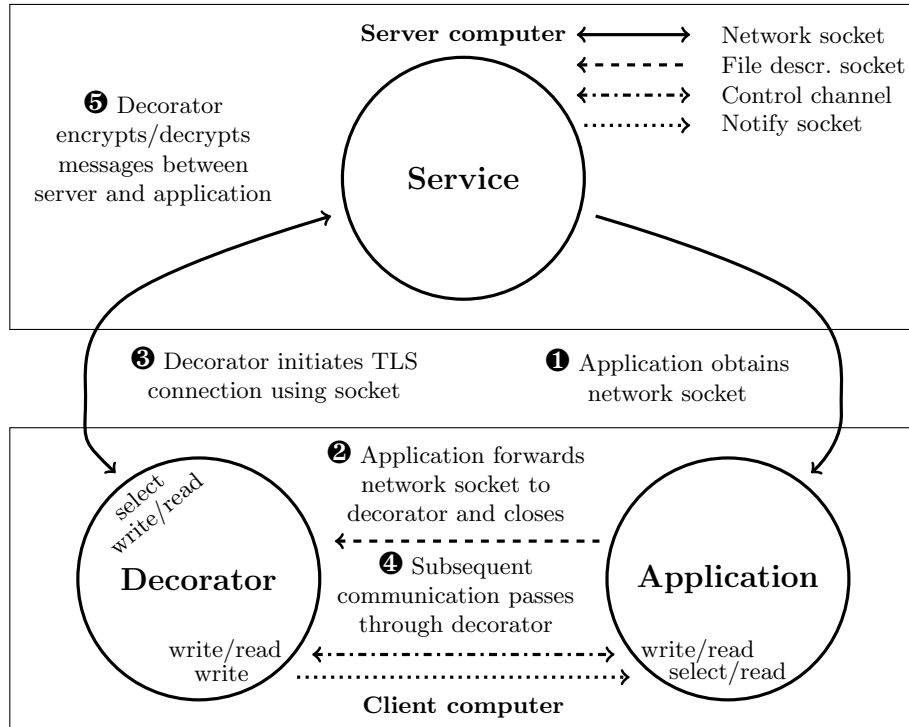 Server computer
Network socket
File descr. socket
Control channel
Notify socket
❺ Decorator
encrypts/decrypts
messages between
server and application
Service
❸ Decorator initiates TLS
connection using socket
❶ Application obtains
network socket
❷ Application forwards
network socket to
decorator and closes
select
write/read
Decorator
write/read
write
❹ Subsequent
communication passes
through decorator
Application
write/read
select/read
Client computer